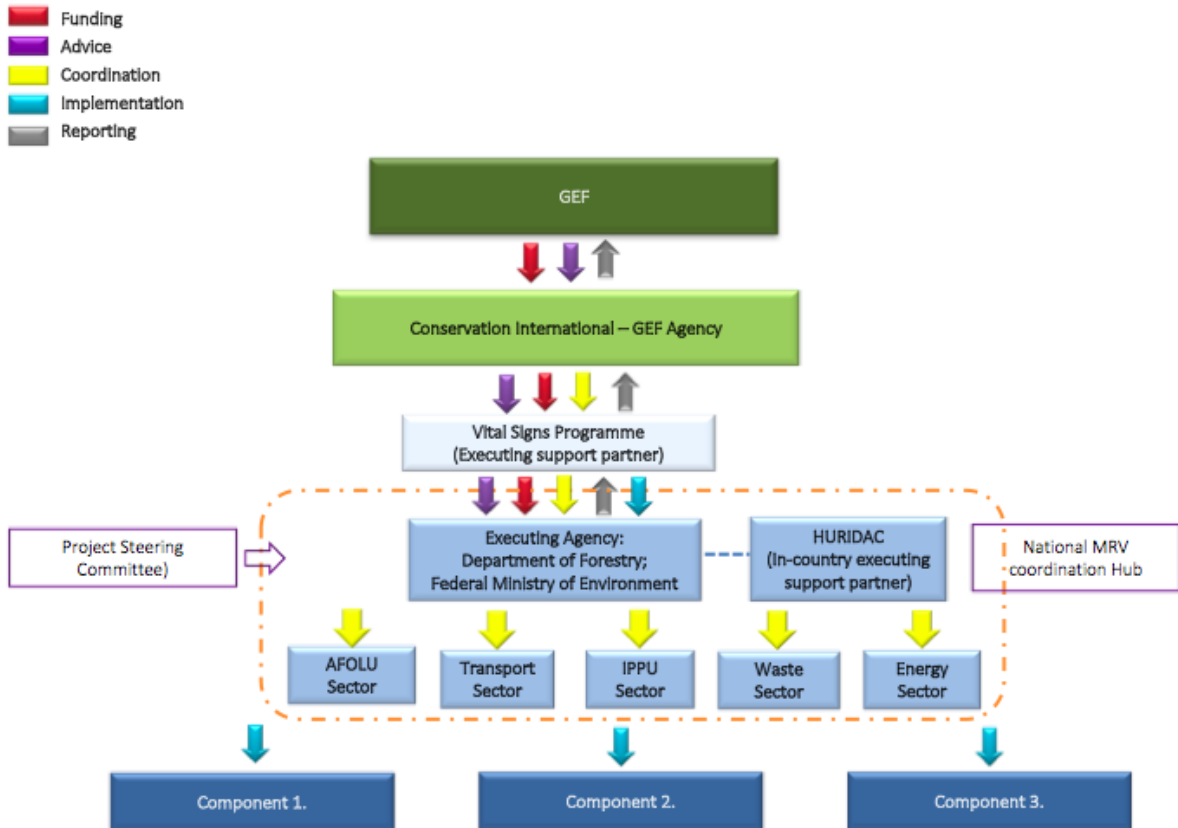 Funding
Advice
Coordination
Implementation
Reporting
GEF
Conservation International – GEF Agency
Vital Signs Programme
(Executing support partner)
Project Steering
Committee)
Executing Agency:
Department of Forestry;
Federal Ministry of Environment
HURIDAC
(In-country executing
support partner)
National MRV
coordination Hub
AFOLU
Sector
Transport
Sector
IPPU
Sector
Waste
Sector
Energy
Sector
Component 1.
Component 2.
Component 3.